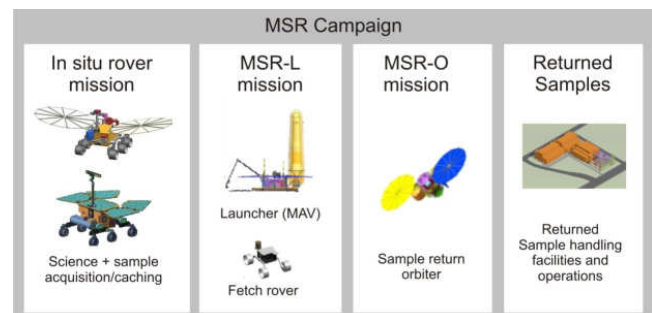 MSR Campaign
In situ rover
mission
Science + sample
acquisition/caching
MSR-L
mission
Launcher (MAV)
Fetch rover
MSR-O
mission
Sample return
orbiter
Returned
Samples
Returned
Sample handling
facilities and
operations